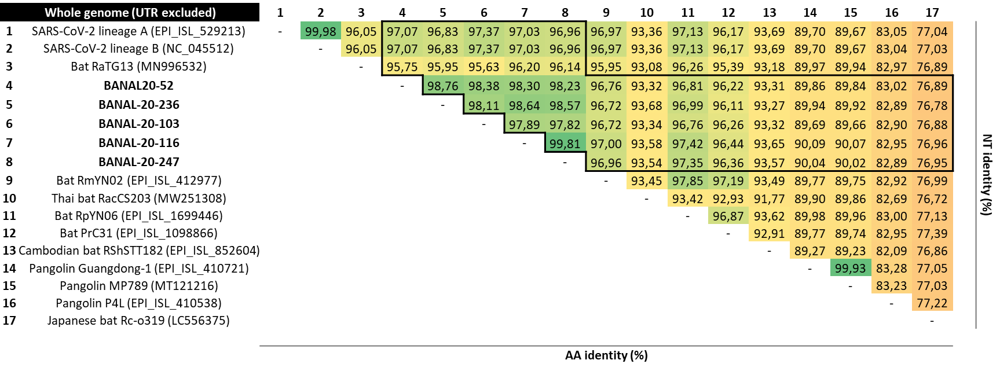 Whole genome (UTR excluded) 1 2 3 4 5 6 7 8 9 10 11 12 13 14 15 16 17
1 SARS-CoV-2 lineage A (EPI_ISL_529213) - 99,98 96,05 97,07 96,83 97,37 97,03 96,96 96,97 93,36 97,13 96,17 93,69 89,70 89,67 83,05 77,04
2 SARS-CoV-2 lineage B (NC_045512) - 96,05 97,07 96,83 97,37 97,03 96,96 96,97 93,36 97,13 96,17 93,69 89,70 89,67 83,04 77,03
3 Bat RaTG13 (MN996532) - 95,75 95,95 95,63 96,20 96,14 95,95 93,08 96,26 95,39 93,18 89,97 89,94 82,97 76,89
4 BANAL20-52 - 98,76 98,38 98,30 98,23 96,76 93,32 96,81 96,22 93,31 89,86 89,84 83,02 76,89
5 BANAL-20-236 - 98,11 98,64 98,57 96,72 93,68 96,99 96,11 93,27 89,94 89,92 82,89 76,78
6 BANAL-20-103 - 97,89 97,82 96,72 93,34 96,76 96,26 93,32 89,69 89,66 82,90 76,88
7 BANAL-20-116 - 99,81 97,00 93,58 97,42 96,44 93,65 90,09 90,07 82,95 76,96
8 BANAL-20-247 - 96,96 93,54 97,35 96,36 93,57 90,04 90,02 82,89 76,95
9 Bat RmYN02 (EPI_ISL_412977) - 93,45 97,85 97,19 93,49 89,77 89,75 82,92 76,99
10 Thai bat RacCS203 (MW251308) - 93,42 92,93 91,77 89,90 89,86 82,69 76,72
11 Bat RpYN06 (EPI_ISL_1699446) - 96,87 93,62 89,98 89,96 83,00 77,13
12 Bat PrC31 (EPI_ISL_1098866) - 92,91 89,77 89,74 82,95 77,39
13 Cambodian bat RShSTT182 (EPI_ISL_852604) - 89,27 89,23 82,09 76,86
14 Pangolin Guangdong-1 (EPI_ISL_410721) - 99,93 83,28 77,05
15 Pangolin MP789 (MT121216) - 83,23 77,03
16 Pangolin P4L (EPI_ISL_410538) - 77,22
17 Japanese bat Rc-o319 (LC556375) -
NT identity (%)
AA identity (%)